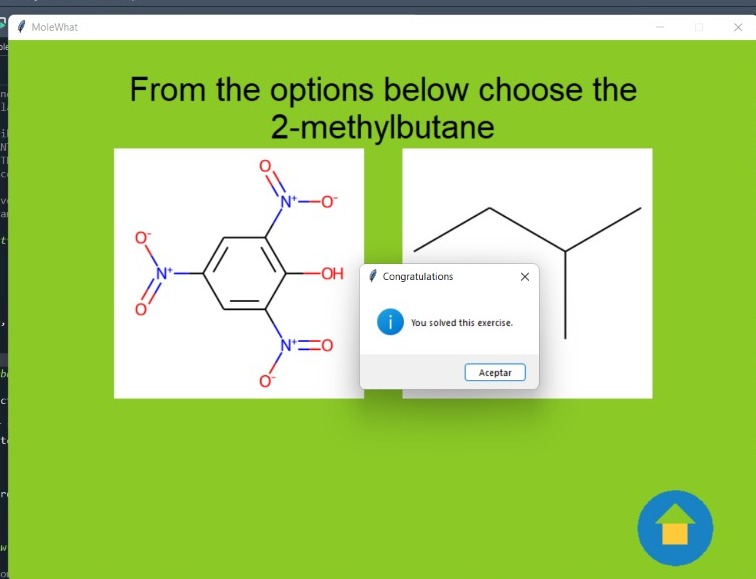 MoleWhat
From the options below choose the
2-methylbutane
O
N⁺
O⁻
O⁻
N⁺
O
OH
N⁺
O
O⁻
Congratulations
You solved this exercise.
Aceptar